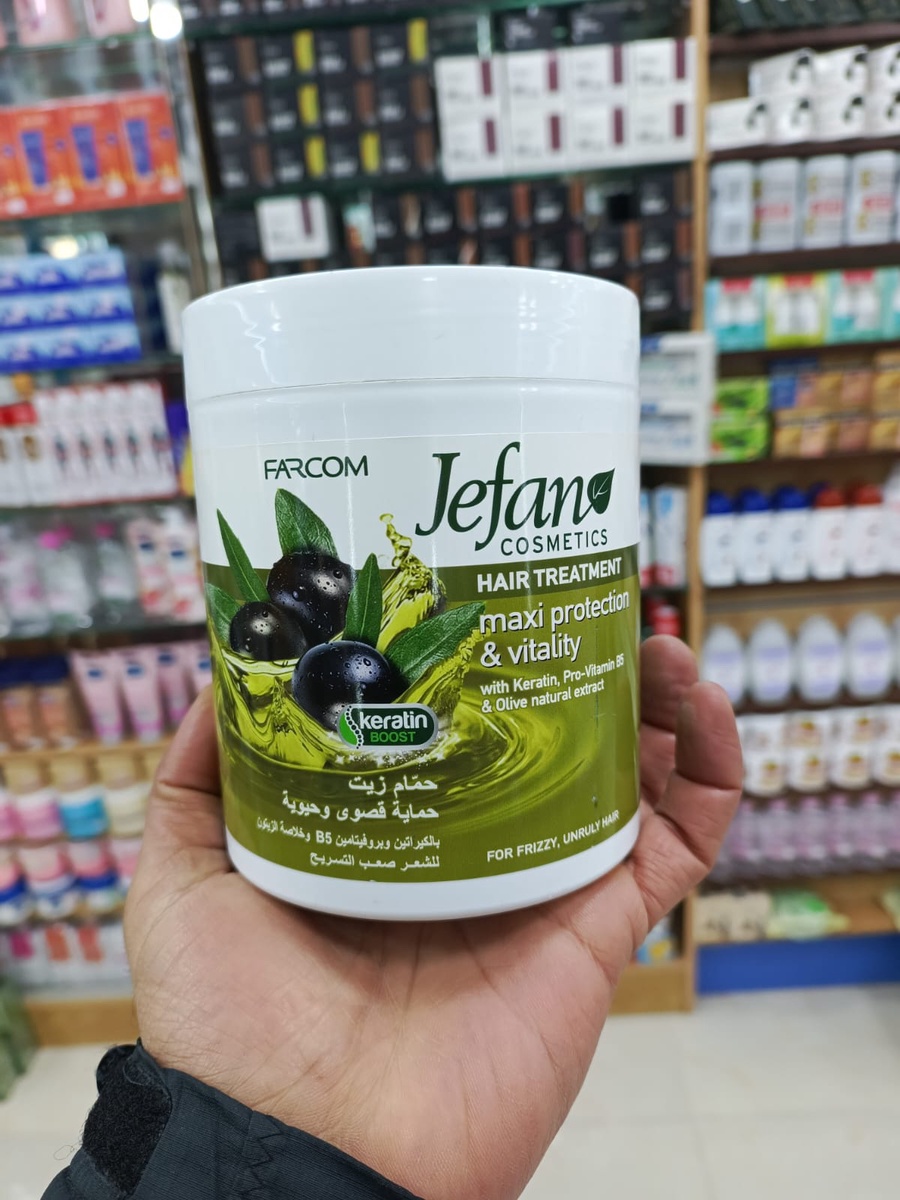 FARCOM
Jefan
COSMETICS
HAIR TREATMENT
maxi protection
& vitality
with Keratin, Pro-Vitamin B5
& Olive natural extract
keratin
BOOST
حمّام زيت
حماية قصوى وحيوية
بالكيراتين وبروفيتامين B5 وخلاصة الزيتون
للشعر صعب التسريح
FOR FRIZZY, UNRULY HAIR